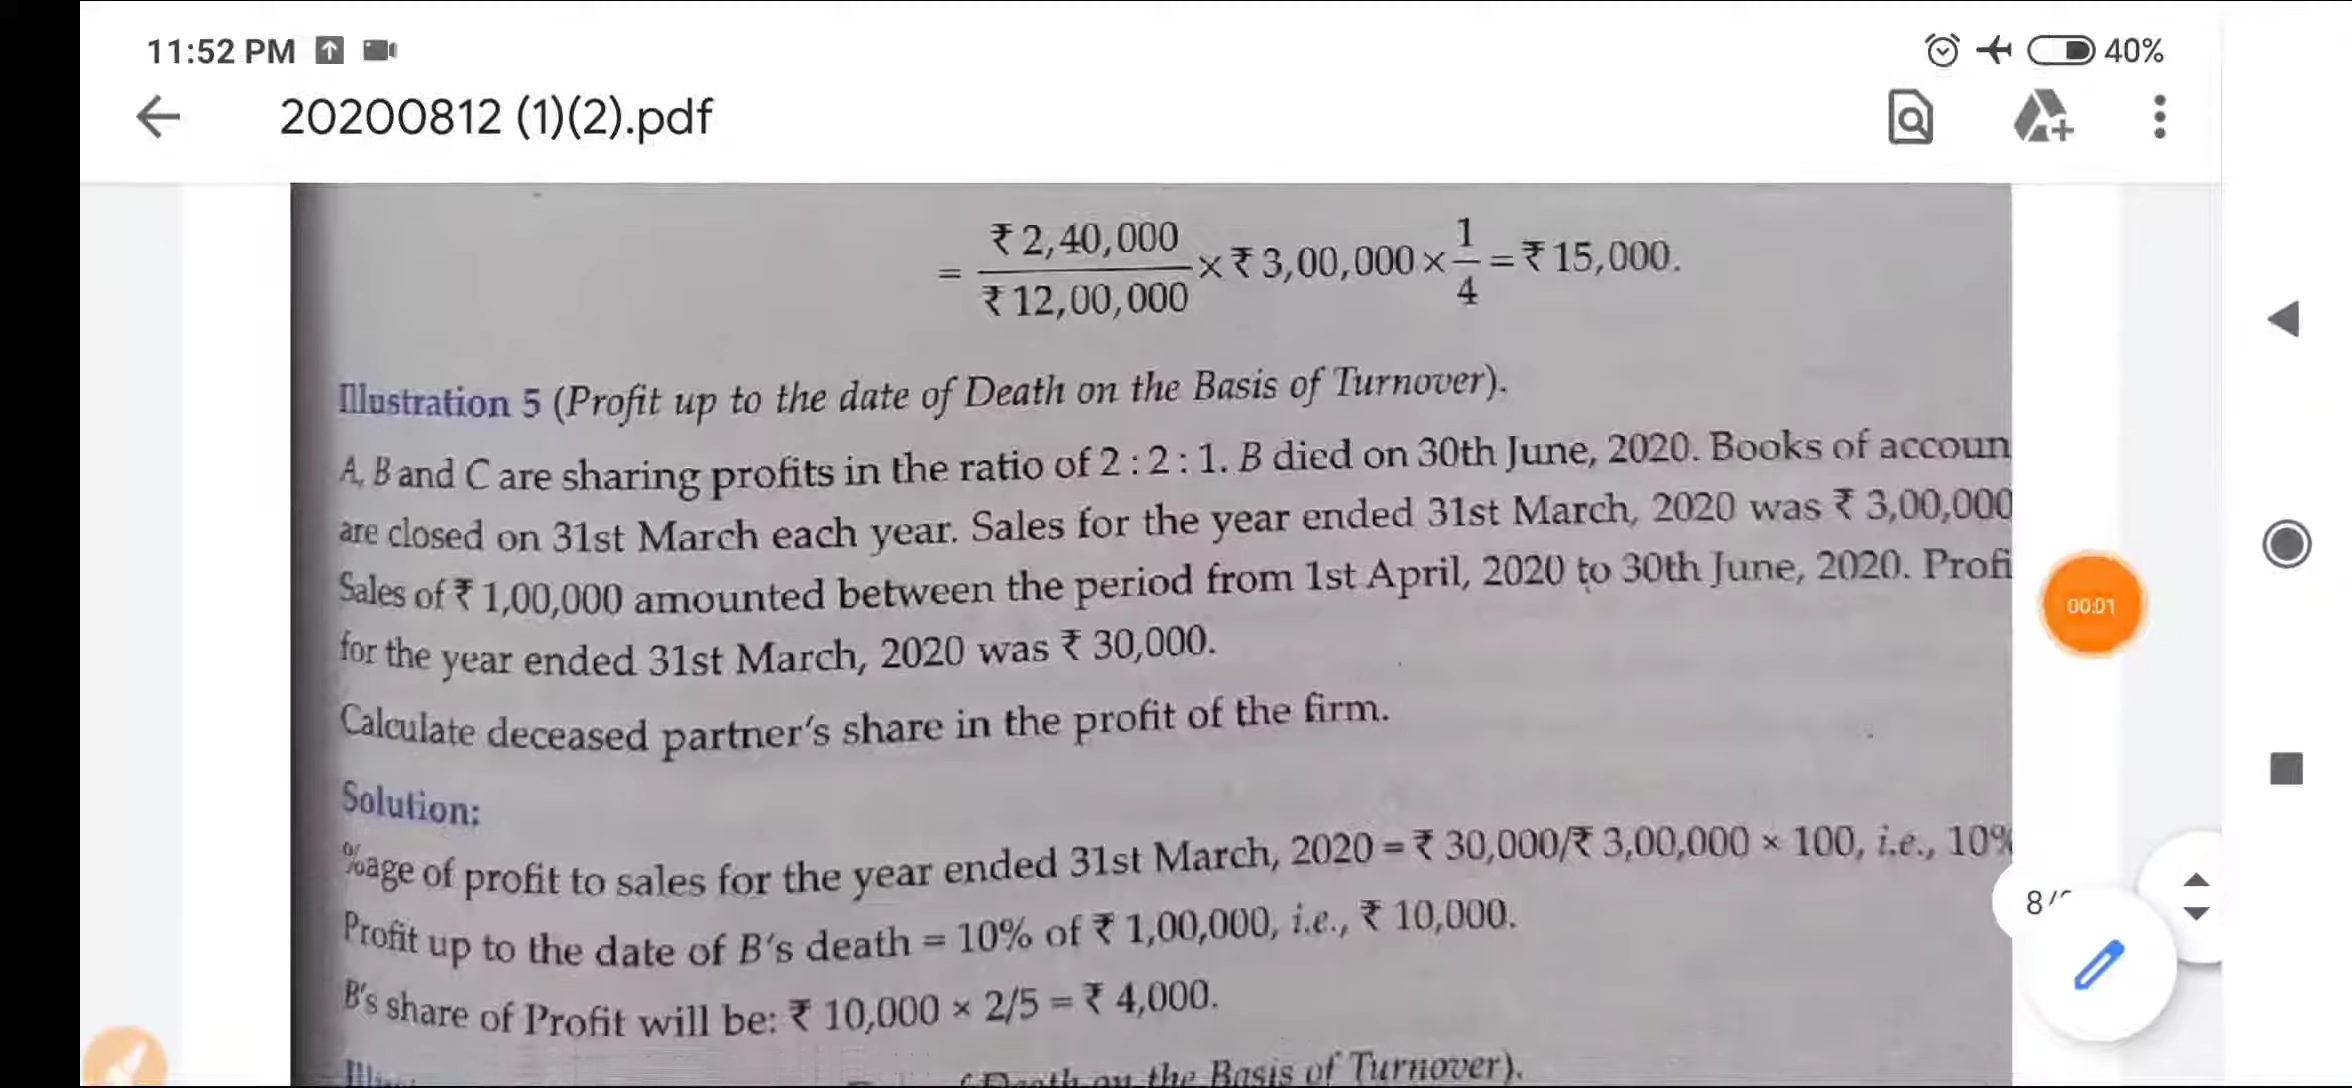 11:52 PM
40%
20200812 (1)(2).pdf
= ₹ 2,40,000 / ₹ 12,00,000 × ₹ 3,00,000 × 1/4 = ₹ 15,000.
Illustration 5 (Profit up to the date of Death on the Basis of Turnover).
A, B and C are sharing profits in the ratio of 2 : 2 : 1. B died on 30th June, 2020. Books of accoun
are closed on 31st March each year. Sales for the year ended 31st March, 2020 was ₹ 3,00,000
Sales of ₹ 1,00,000 amounted between the period from 1st April, 2020 to 30th June, 2020. Profi
for the year ended 31st March, 2020 was ₹ 30,000.
00:01
Calculate deceased partner's share in the profit of the firm.
Solution:
%age of profit to sales for the year ended 31st March, 2020 = ₹ 30,000/₹ 3,00,000 × 100, i.e., 10%
8/
Profit up to the date of B's death = 10% of ₹ 1,00,000, i.e., ₹ 10,000.
B's share of Profit will be: ₹ 10,000 × 2/5 = ₹ 4,000.
on the Basis of Turnover).